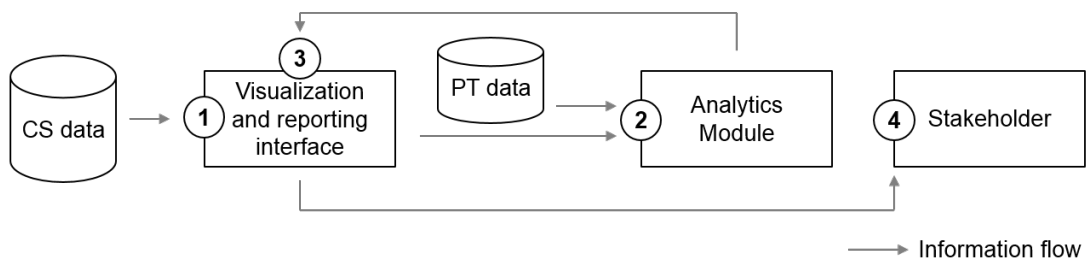 3
CS data
1
Visualization
and reporting
interface
PT data
2
Analytics
Module
4
Stakeholder
Information flow